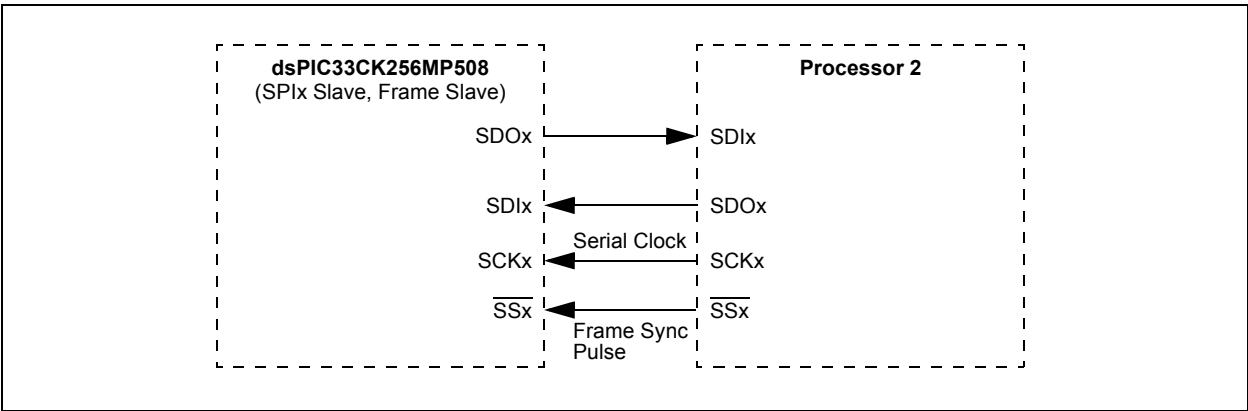 dsPIC33CK256MP508
(SPIx Slave, Frame Slave)
Processor 2
SDOx
SDIx
SDIx
SDOx
Serial Clock
SCKx
SCKx
SSx
SSx
Frame Sync
Pulse